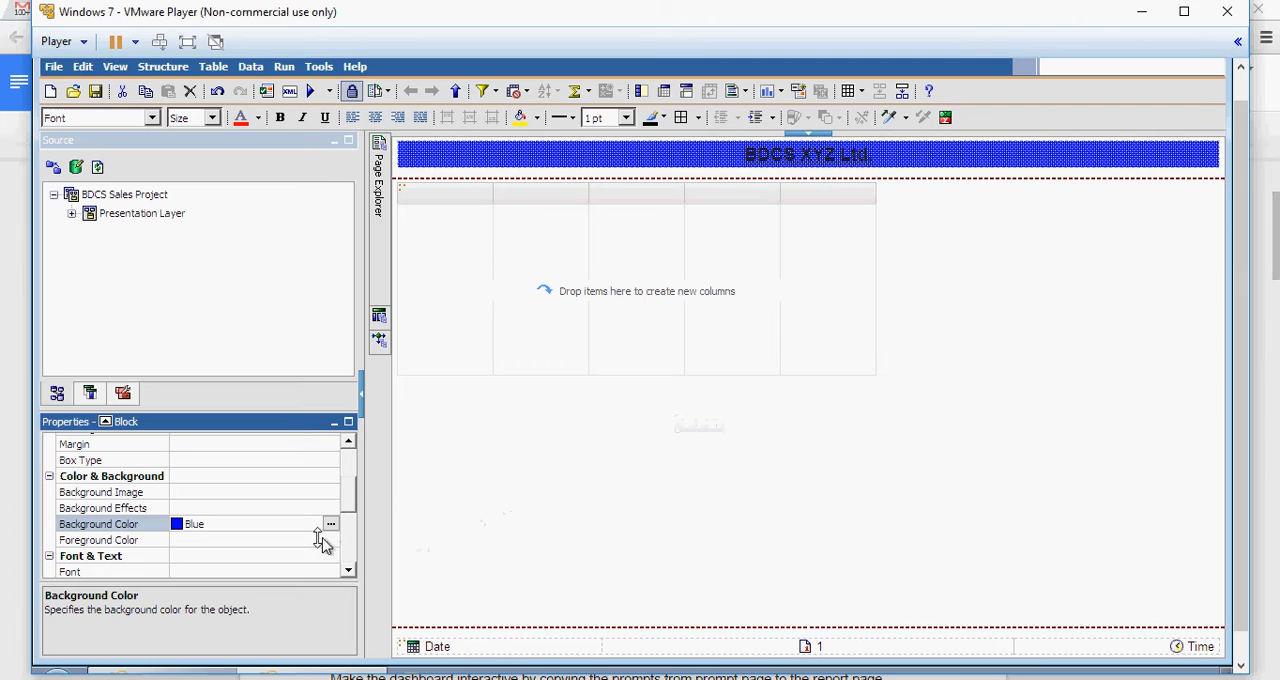 100+
Windows 7 - VMware Player (Non-commercial use only)
Player
File Edit View Structure Table Data Run Tools Help
Font Size A B I U 1 pt
Source
BDCS Sales Project
Presentation Layer
Page Explorer
BDCS XYZ Ltd.
Drop items here to create new columns
Properties - Block
Margin
Box Type
Color & Background
Background Image
Background Effects
Background Color Blue ...
Foreground Color
Font & Text
Font
Background Color
Specifies the background color for the object.
Date 1 Time
Make the dashboard interactive by copying the prompts from prompt page to the report page